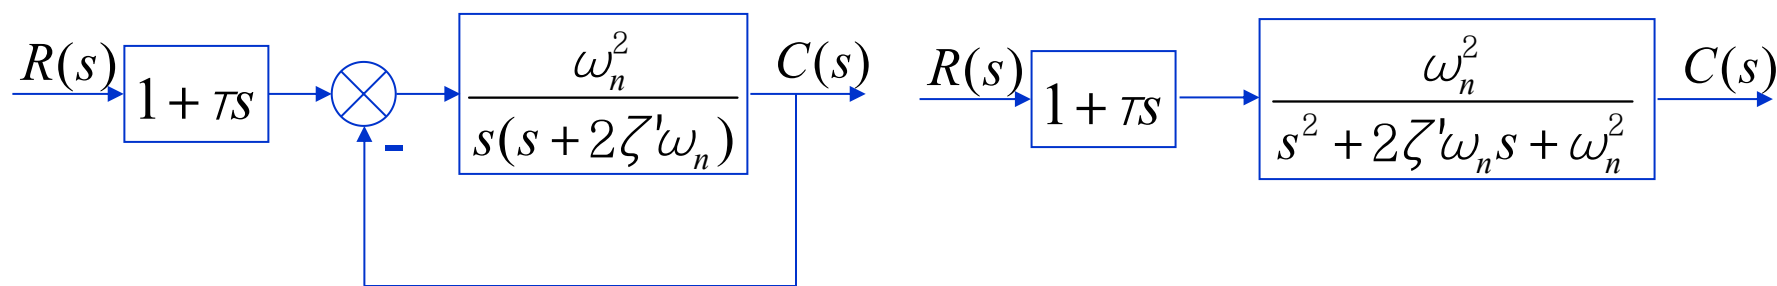 R(s) 1 + τs - ω_n^2 / s(s + 2ζ'ω_n) C(s)
R(s) 1 + τs ω_n^2 / s^2 + 2ζ'ω_n s + ω_n^2 C(s)